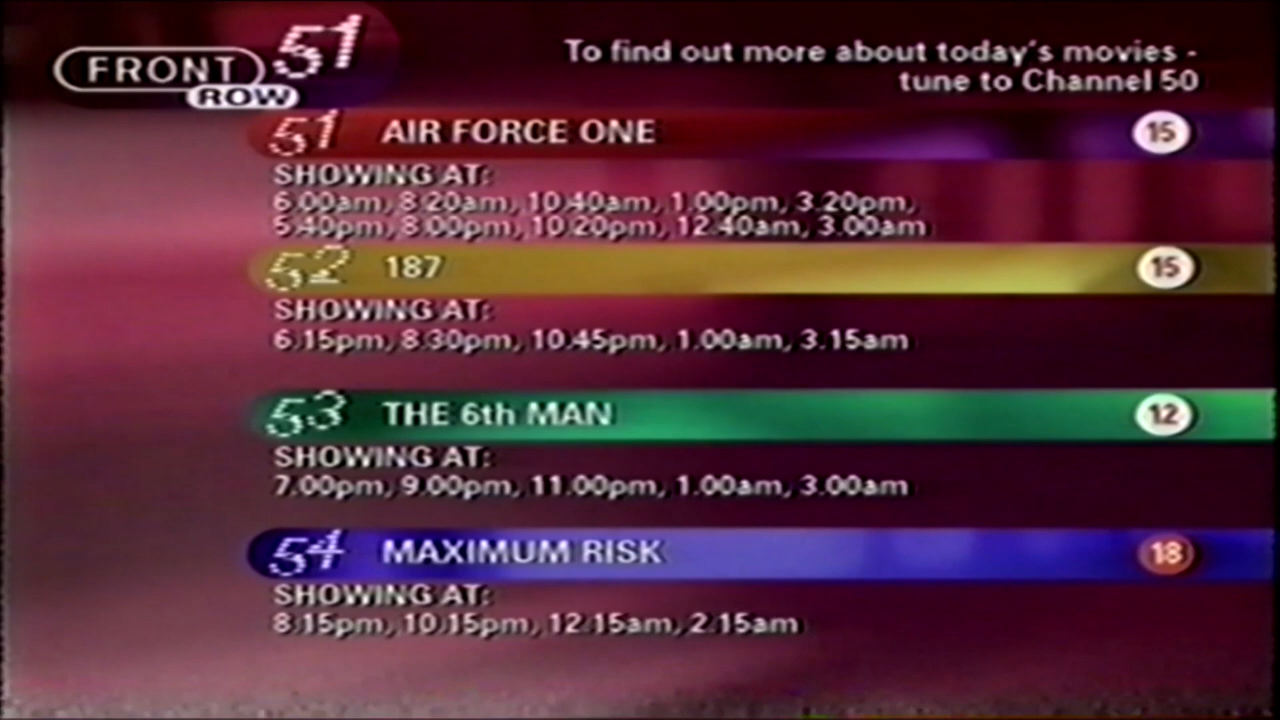 FRONT ROW 51
To find out more about today's movies -
tune to Channel 50
51 AIR FORCE ONE 15
SHOWING AT:
6.00am, 8.20am, 10.40am, 1.00pm, 3.20pm,
5.40pm, 8.00pm, 10.20pm, 12.40am, 3.00am
52 187 15
SHOWING AT:
6.15pm, 8.30pm, 10.45pm, 1.00am, 3.15am
53 THE 6th MAN 12
SHOWING AT:
7.00pm, 9.00pm, 11.00pm, 1.00am, 3.00am
54 MAXIMUM RISK 18
SHOWING AT:
8.15pm, 10.15pm, 12.15am, 2.15am